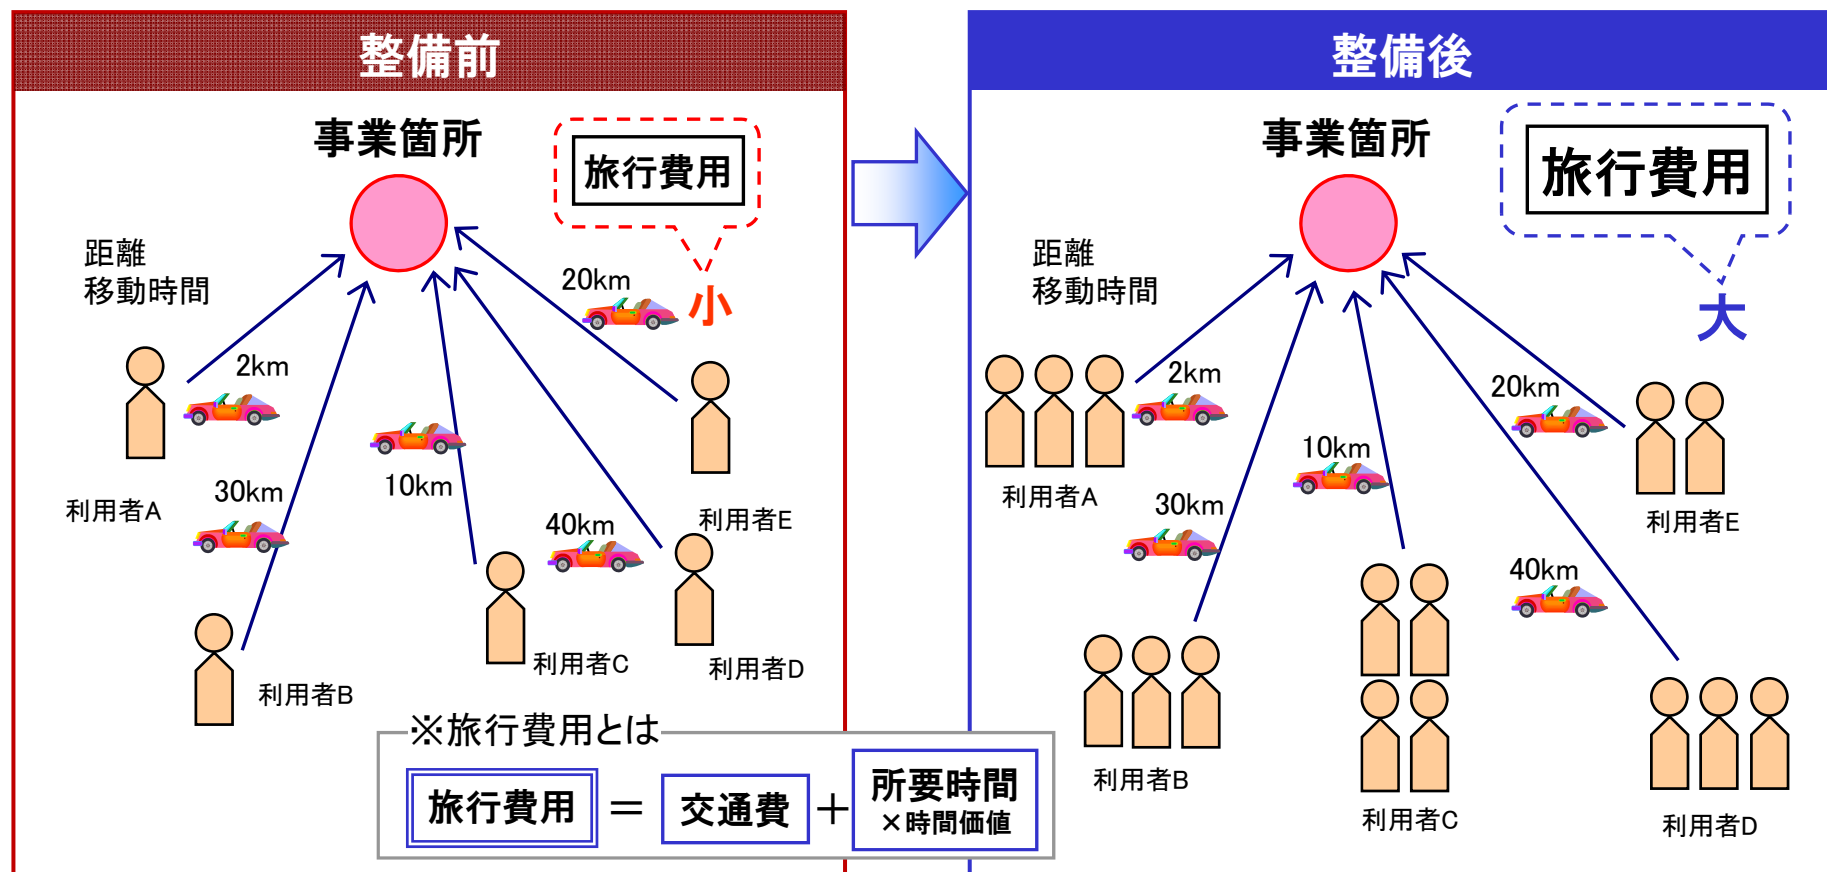 整備前
事業箇所
旅行費用
小
距離
移動時間
20km
2km
30km
10km
40km
利用者A
利用者B
利用者C
利用者D
利用者E
整備後
事業箇所
旅行費用
大
距離
移動時間
2km
20km
10km
30km
40km
利用者A
利用者E
利用者B
利用者C
利用者D
※旅行費用とは
旅行費用 = 交通費 + 所要時間
×時間価値